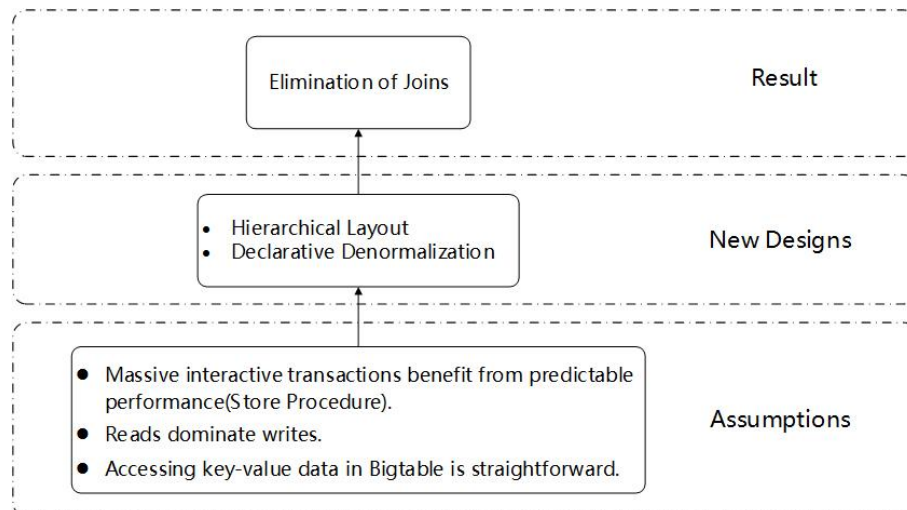 Elimination of Joins
Result
• Hierarchical Layout
• Declarative Denormalization
New Designs
● Massive interactive transactions benefit from predictable
performance(Store Procedure).
● Reads dominate writes.
● Accessing key-value data in Bigtable is straightforward.
Assumptions